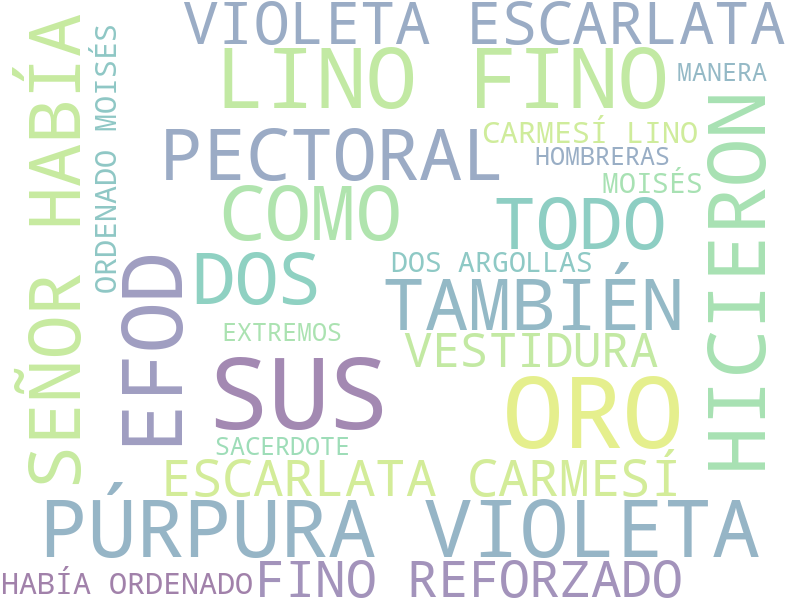 VIOLETA ESCARLATA
LINO FINO
MANERA
SEÑOR HABÍA
ORDENADO MOISÉS
CARMESÍ LINO
PECTORAL
HOMBRERAS
MOISÉS
HICIERON
COMO
TODO
DOS
DOS ARGOLLAS
EFOD
TAMBIÉN
EXTREMOS
VESTIDURA
SUS
ORO
SACERDOTE
ESCARLATA CARMESÍ
PÚRPURA VIOLETA
HABÍA ORDENADO
FINO REFORZADO